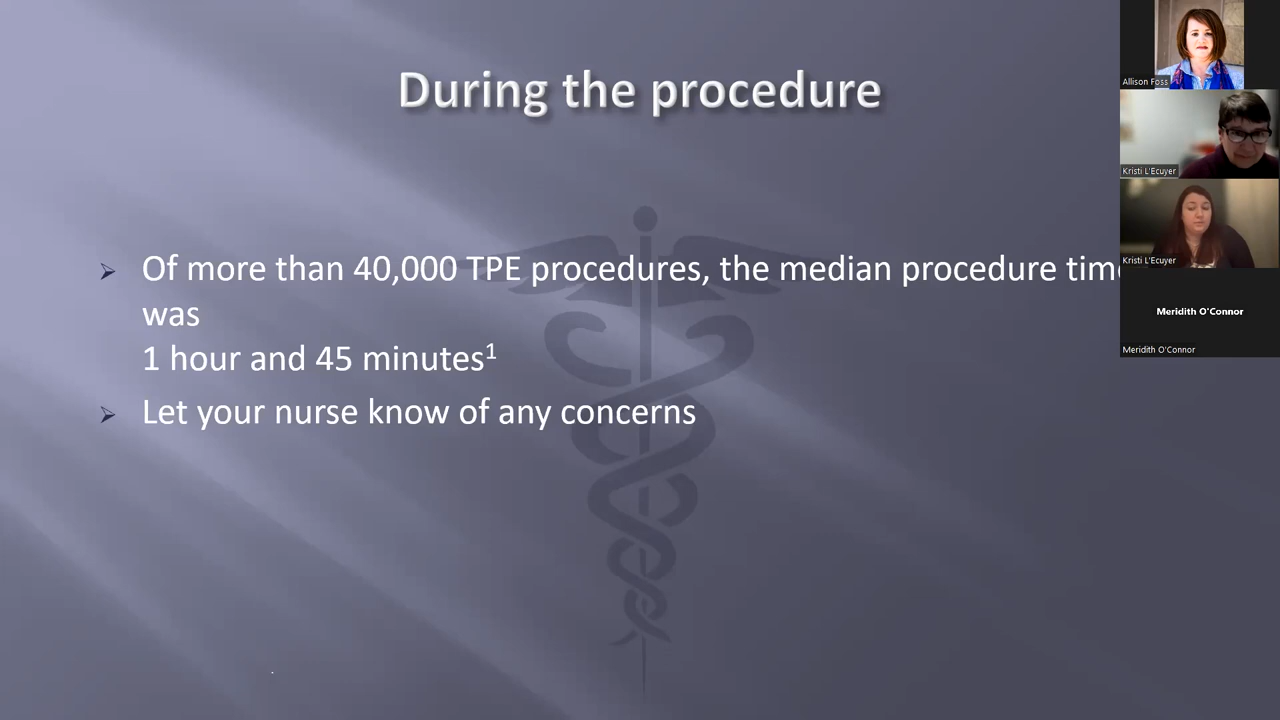 During the procedure
Of more than 40,000 TPE procedures, the median procedure time
was
1 hour and 45 minutes1
Let your nurse know of any concerns
Allison Foss
Kristi L'Ecuyer
Kristi L'Ecuyer
Meridith O'Connor
Meridith O'Connor